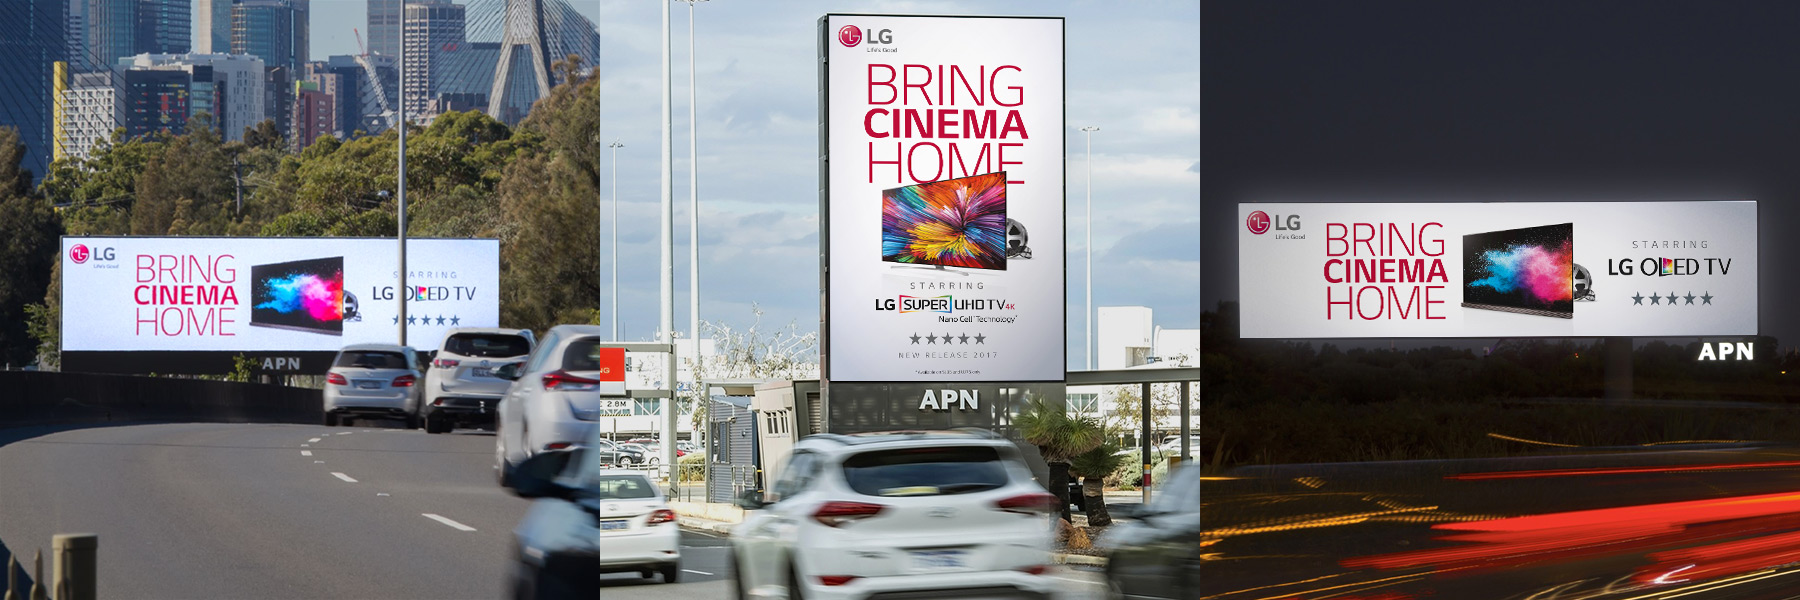 LG
Life's Good
BRING
CINEMA
HOME
STARRING
LG OLED TV
APN
LG
Life's Good
BRING
CINEMA
HOME
STARRING
LG SUPER UHD TV 4K
Nano Cell Technology
NEW RELEASE 2017
APN
2.8M
LG
Life's Good
BRING
CINEMA
HOME
STARRING
LG OLED TV
APN